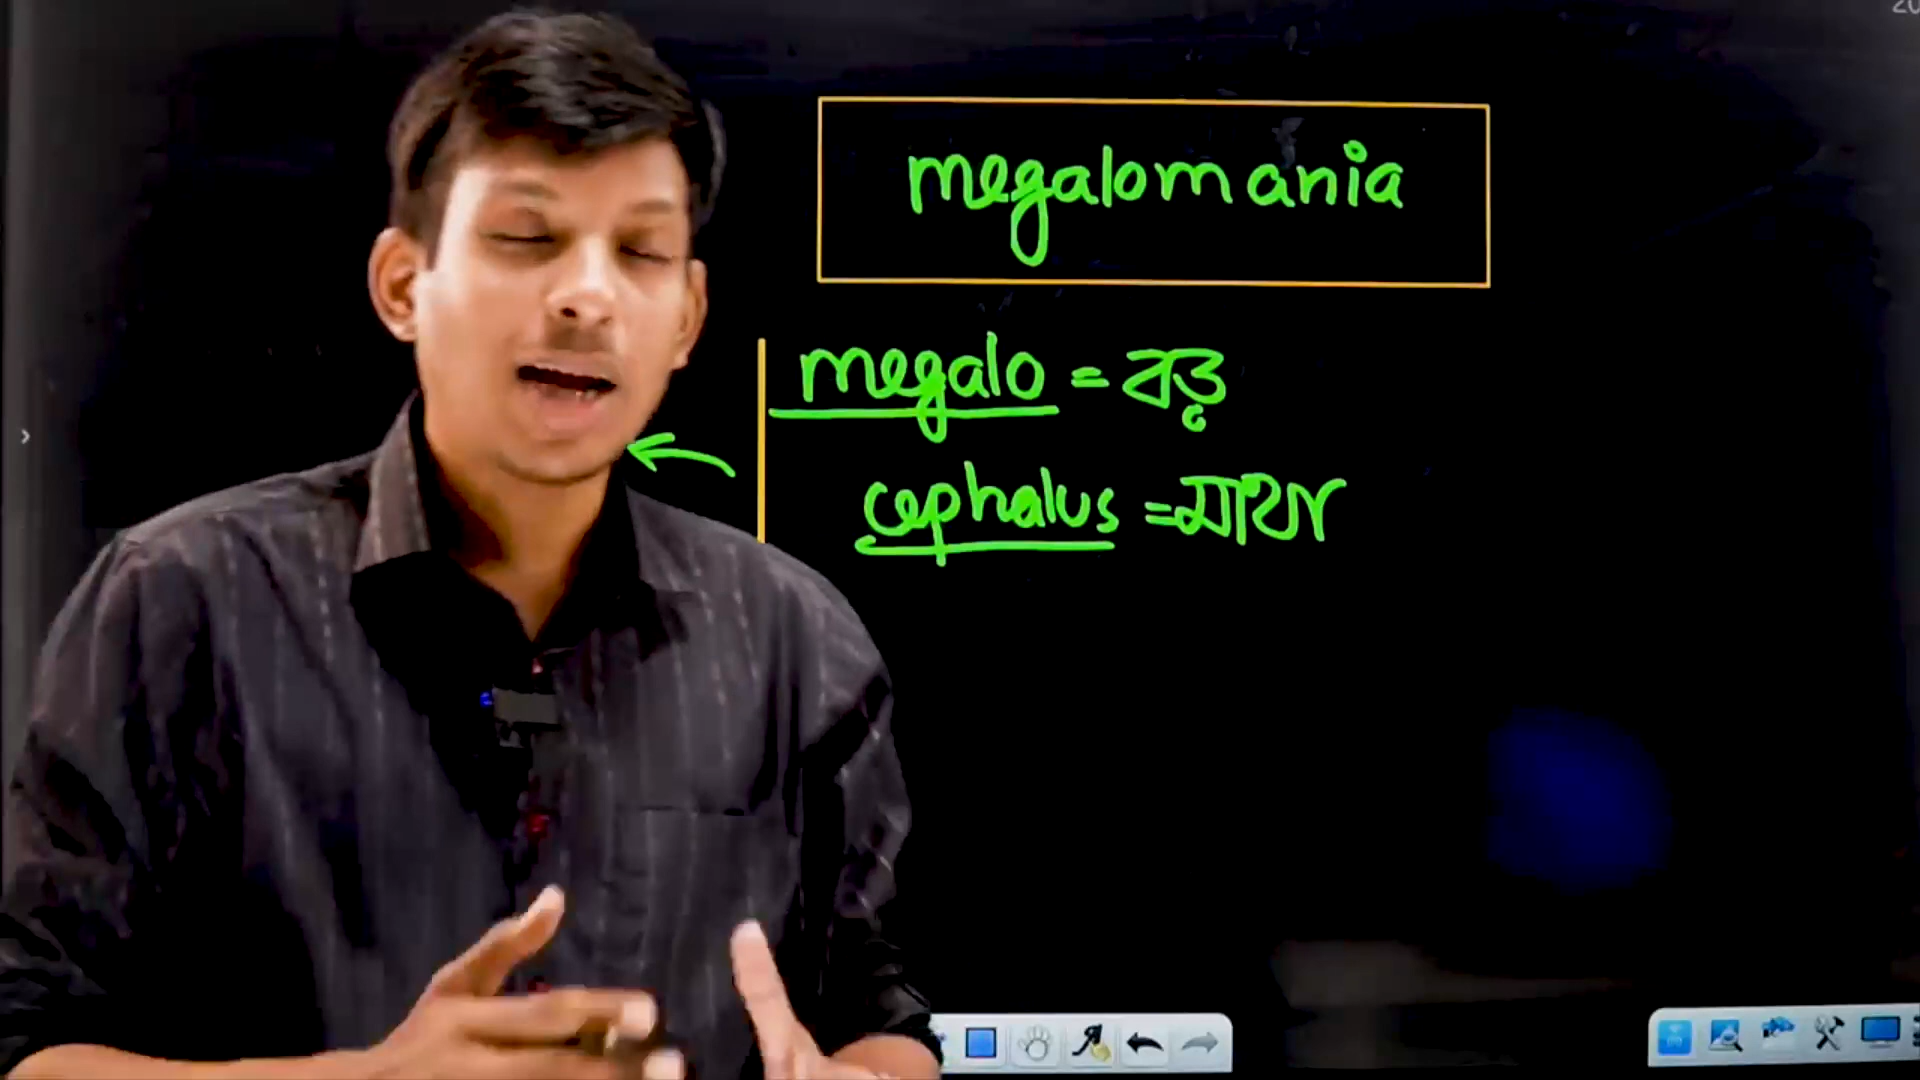 megalomania
megalo = বড়
cephalus = মাথা